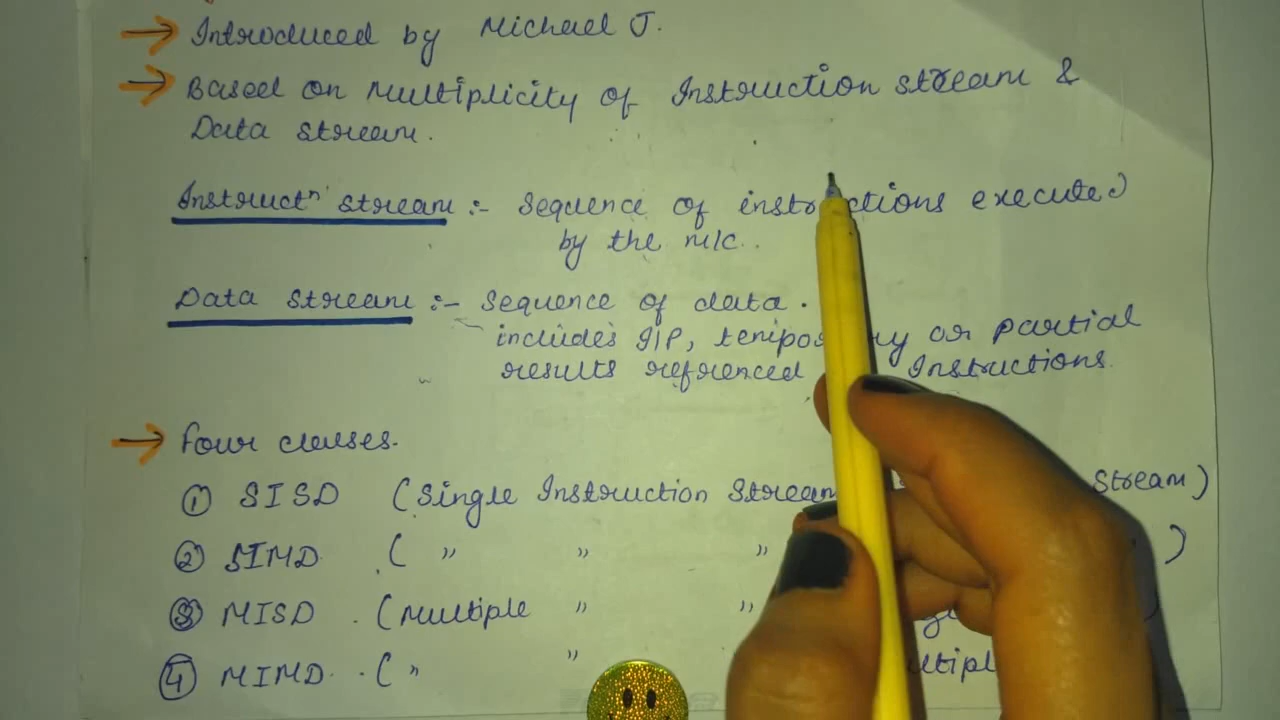 → Introduced by Michael J.
→ Based on Multiplicity of Instruction stream &
Data stream.
Instructⁿ stream :- Sequence of instructions executed
by the m/c.
Data stream :- Sequence of data.
includes I/P, temporary or partial
results referenced Instructions.
→ Four classes.
① SISD (Single Instruction Stream Stream)
② SIMD ( " " " )
③ MISD (Multiple " " )
④ MIMD ( " "